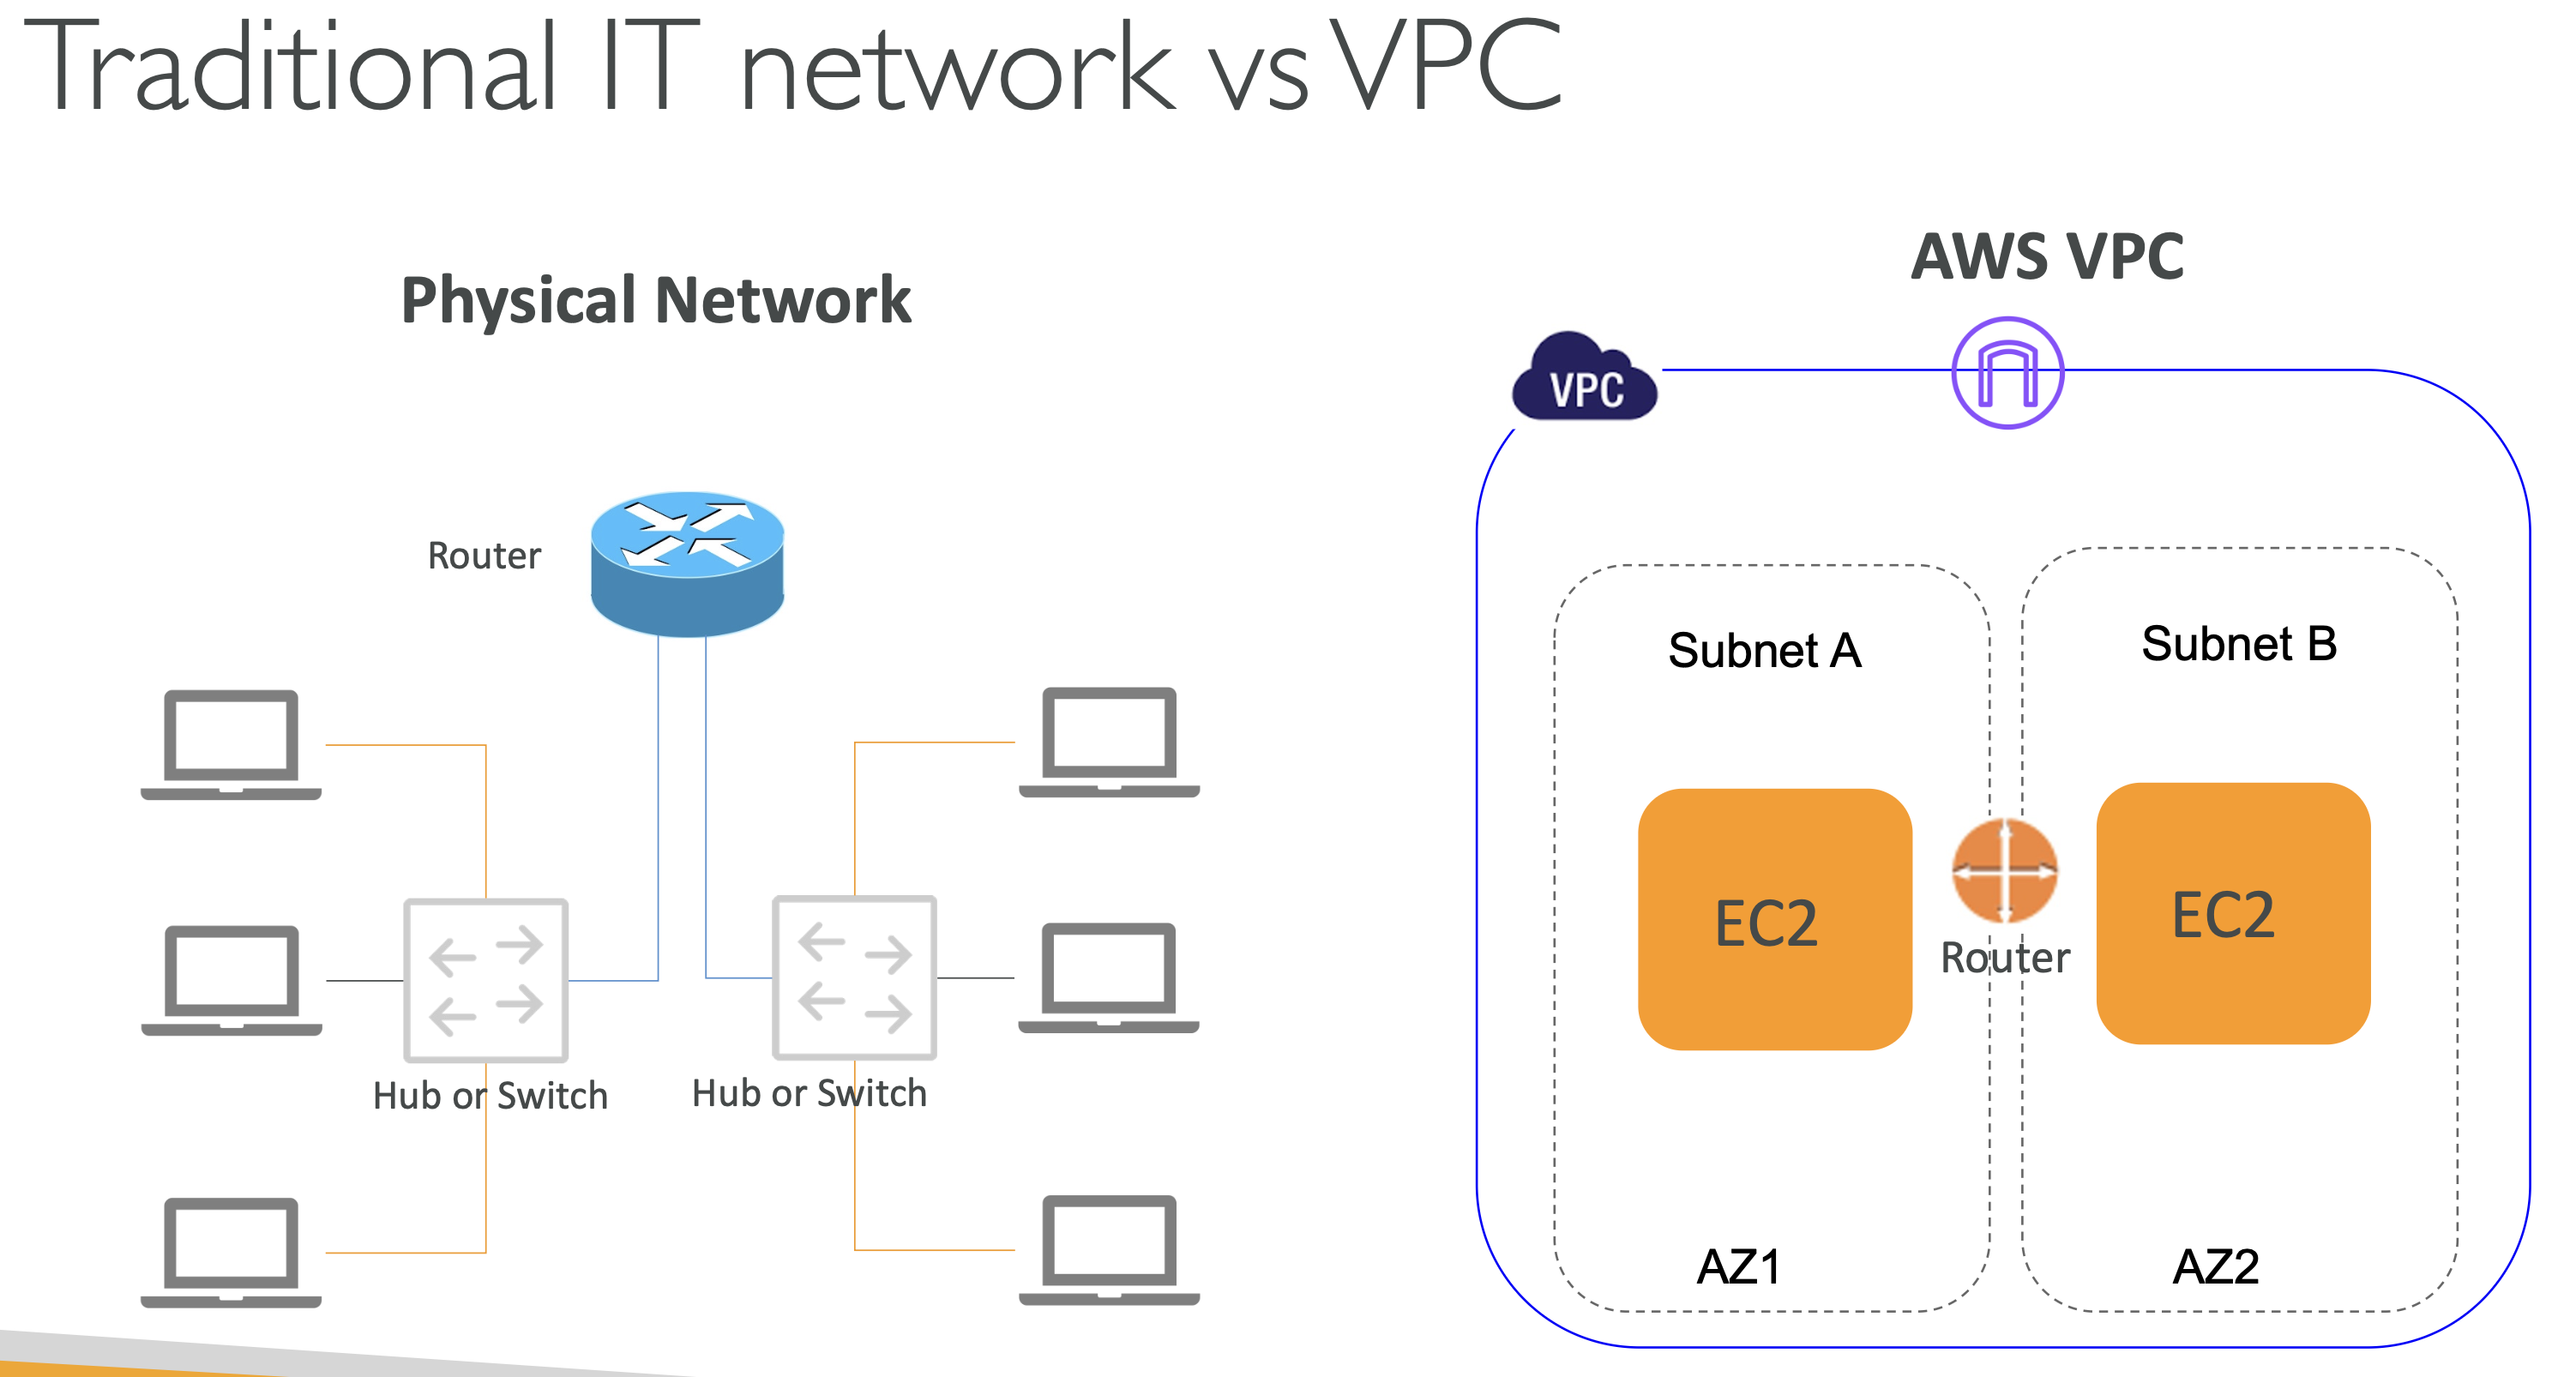 Traditional IT network vs VPC
Physical Network
Router
Hub or Switch
Hub or Switch
AWS VPC
VPC
Subnet A
Subnet B
EC2
EC2
Router
AZ1
AZ2